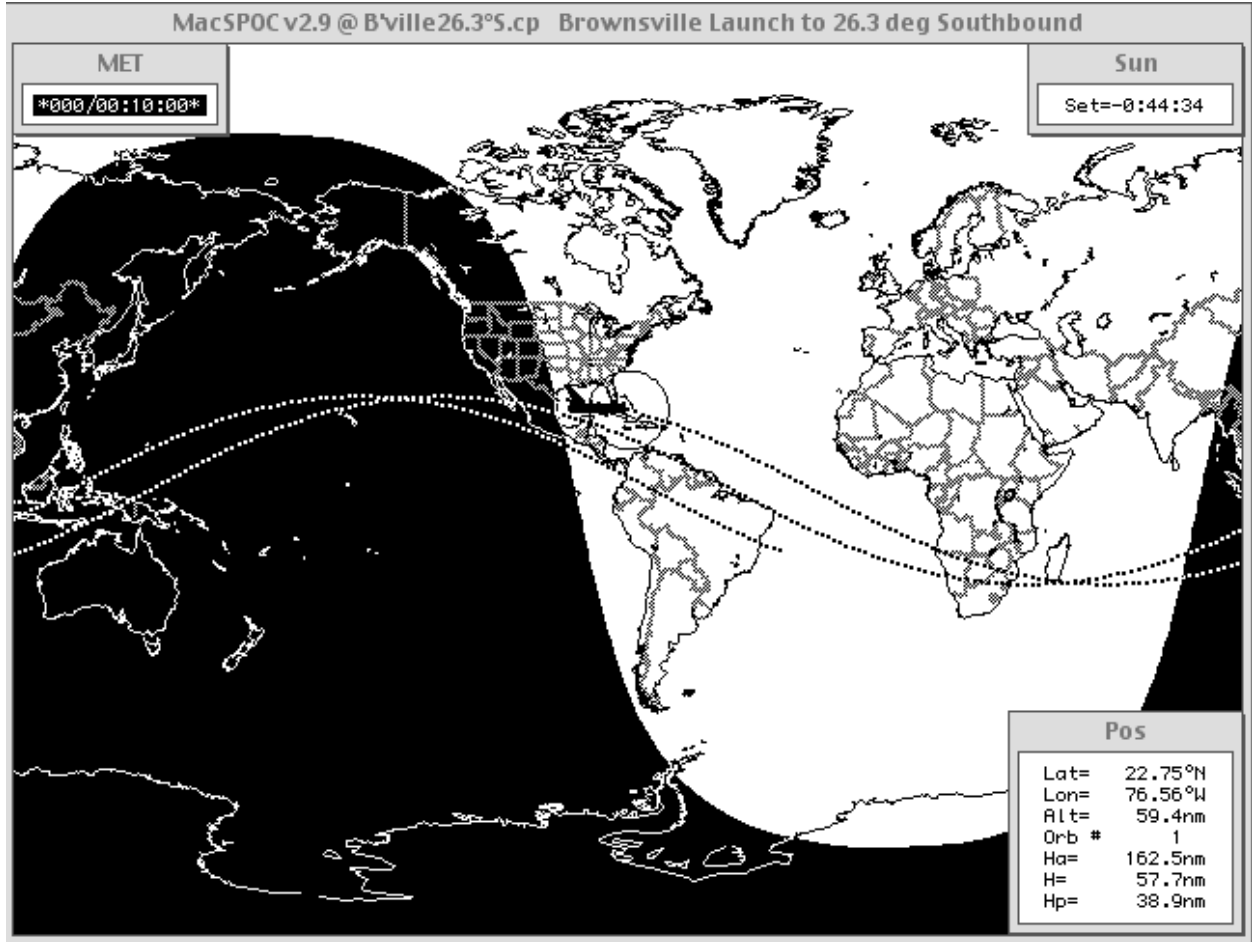 MacSPOC v2.9 @ B'ville26.3°S.cp Brownsville Launch to 26.3 deg Southbound
MET
*000/00:10:00*
Sun
Set=-0:44:34
Pos
Lat= 22.75°N
Lon= 76.56°W
Alt= 59.4nm
Orb # 1
Ha= 162.5nm
H= 57.7nm
Hp= 38.9nm